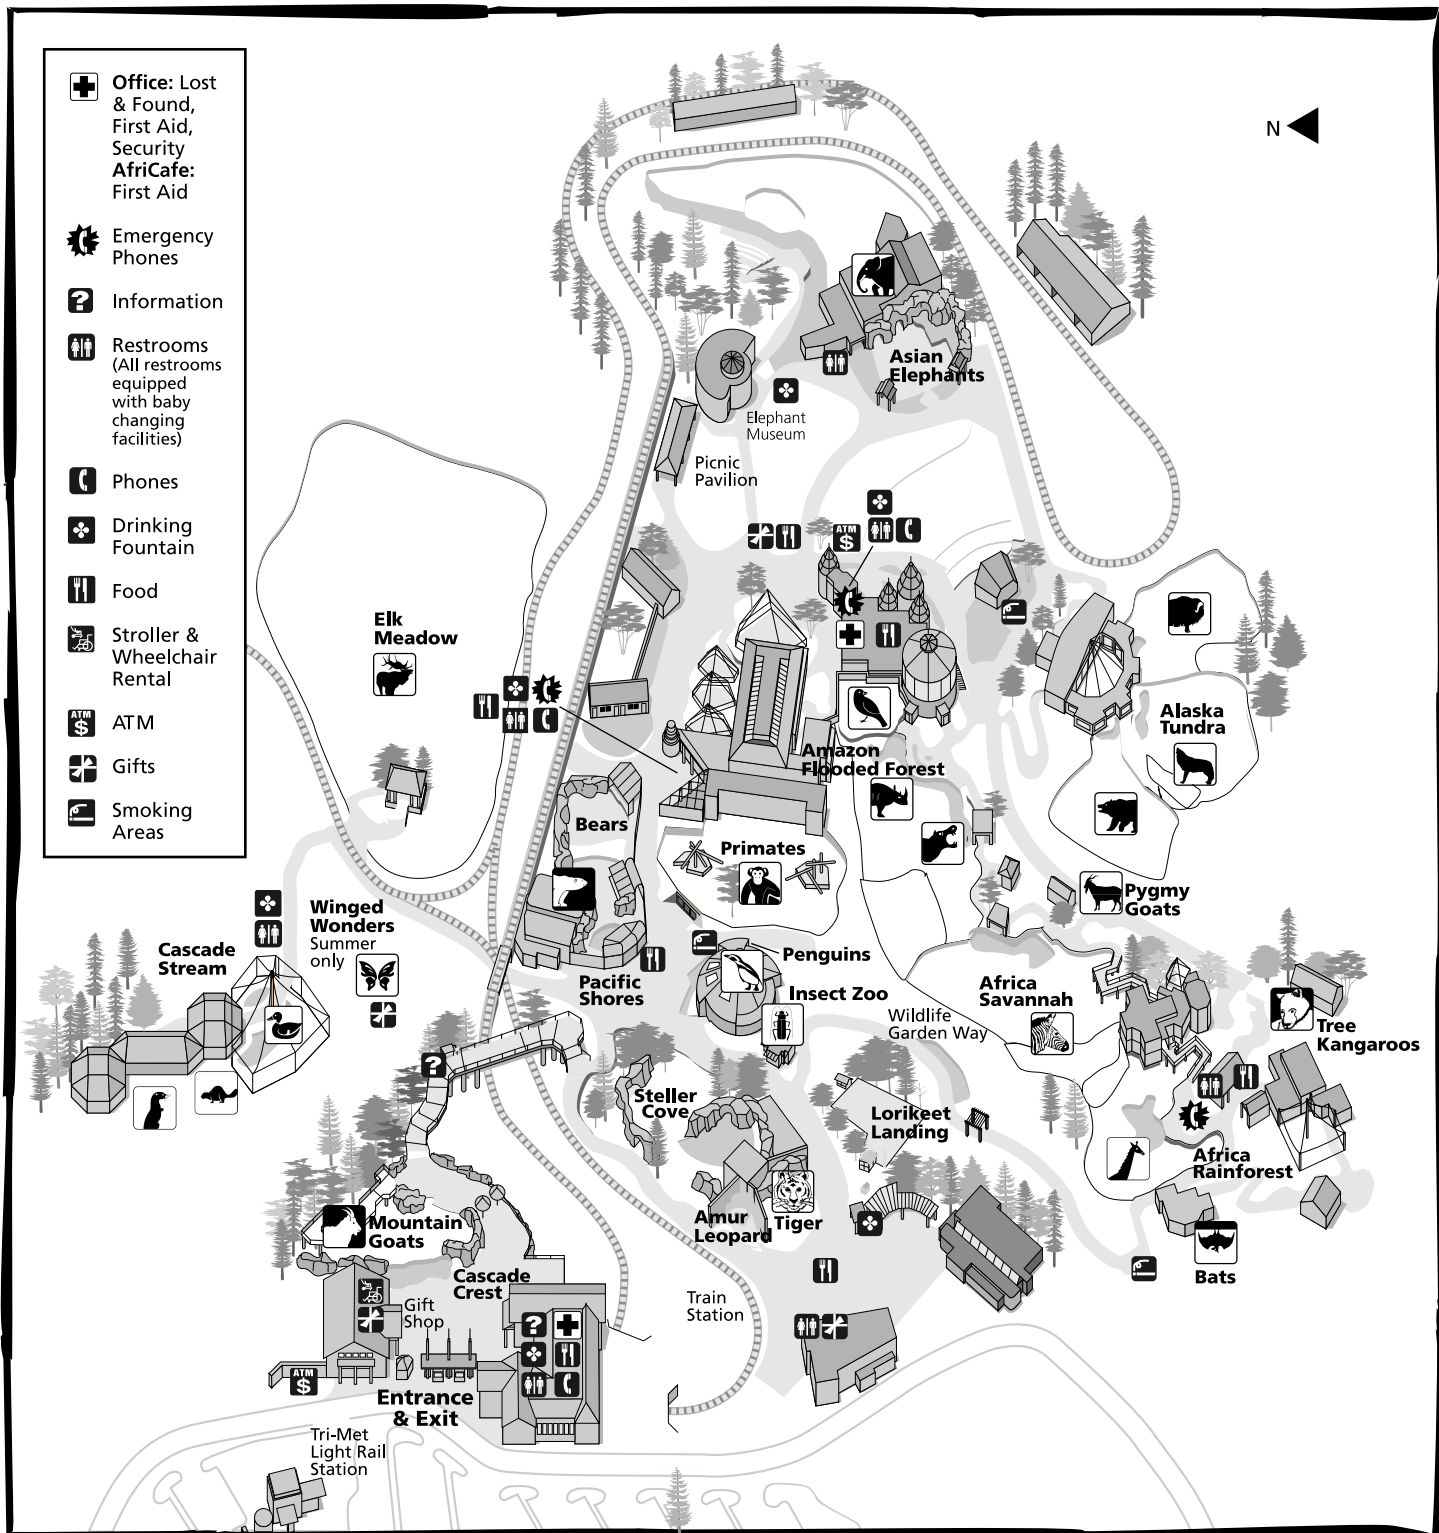 Office: Lost
& Found,
First Aid,
Security
AfriCafe:
First Aid
Emergency
Phones
?
Information
Restrooms
(All restrooms
equipped
with baby
changing
facilities)
Phones
Drinking
Fountain
Food
Stroller &
Wheelchair
Rental
ATM
$
ATM
Gifts
Smoking
Areas
N
Asian
Elephants
Elephant
Museum
Picnic
Pavilion
ATM
$
Elk
Meadow
Alaska
Tundra
Amazon
Flooded Forest
Bears
Primates
Pygmy
Goats
Winged
Wonders
Summer
only
Cascade
Stream
Penguins
Pacific
Shores
Insect Zoo
Africa
Savannah
Wildlife
Garden Way
Tree
Kangaroos
?
Steller
Cove
Lorikeet
Landing
Africa
Rainforest
Amur
Leopard
Tiger
Mountain
Goats
Bats
Cascade
Crest
Gift
Shop
Train
Station
?
ATM
$
Entrance
& Exit
Tri-Met
Light Rail
Station